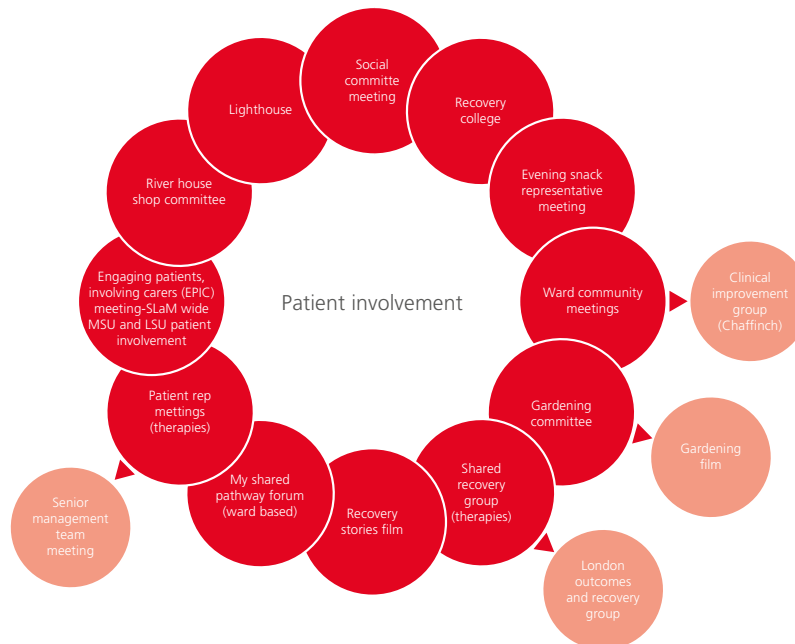 Social
committe
meeting
Recovery
college
Evening snack
representative
meeting
Ward community
meetings
Clinical
improvement
group
(Chaffinch)
Gardening
committee
Gardening
film
Shared
recovery
group
(therapies)
London
outcomes
and recovery
group
Recovery
stories film
My shared
pathway forum
(ward based)
Patient rep
mettings
(therapies)
Senior
management
team
meeting
Engaging patients,
involving carers (EPIC)
meeting-SLaM wide
MSU and LSU patient
involvement
River house
shop committee
Lighthouse
Patient involvement